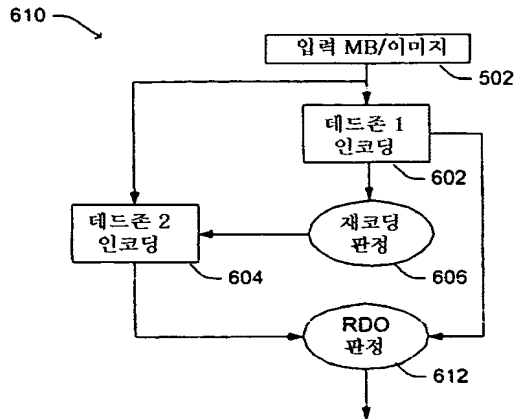 610
입력 MB/이미지
502
데드존 1
인코딩
602
데드존 2
인코딩
604
재코딩
판정
606
RDO
판정
612